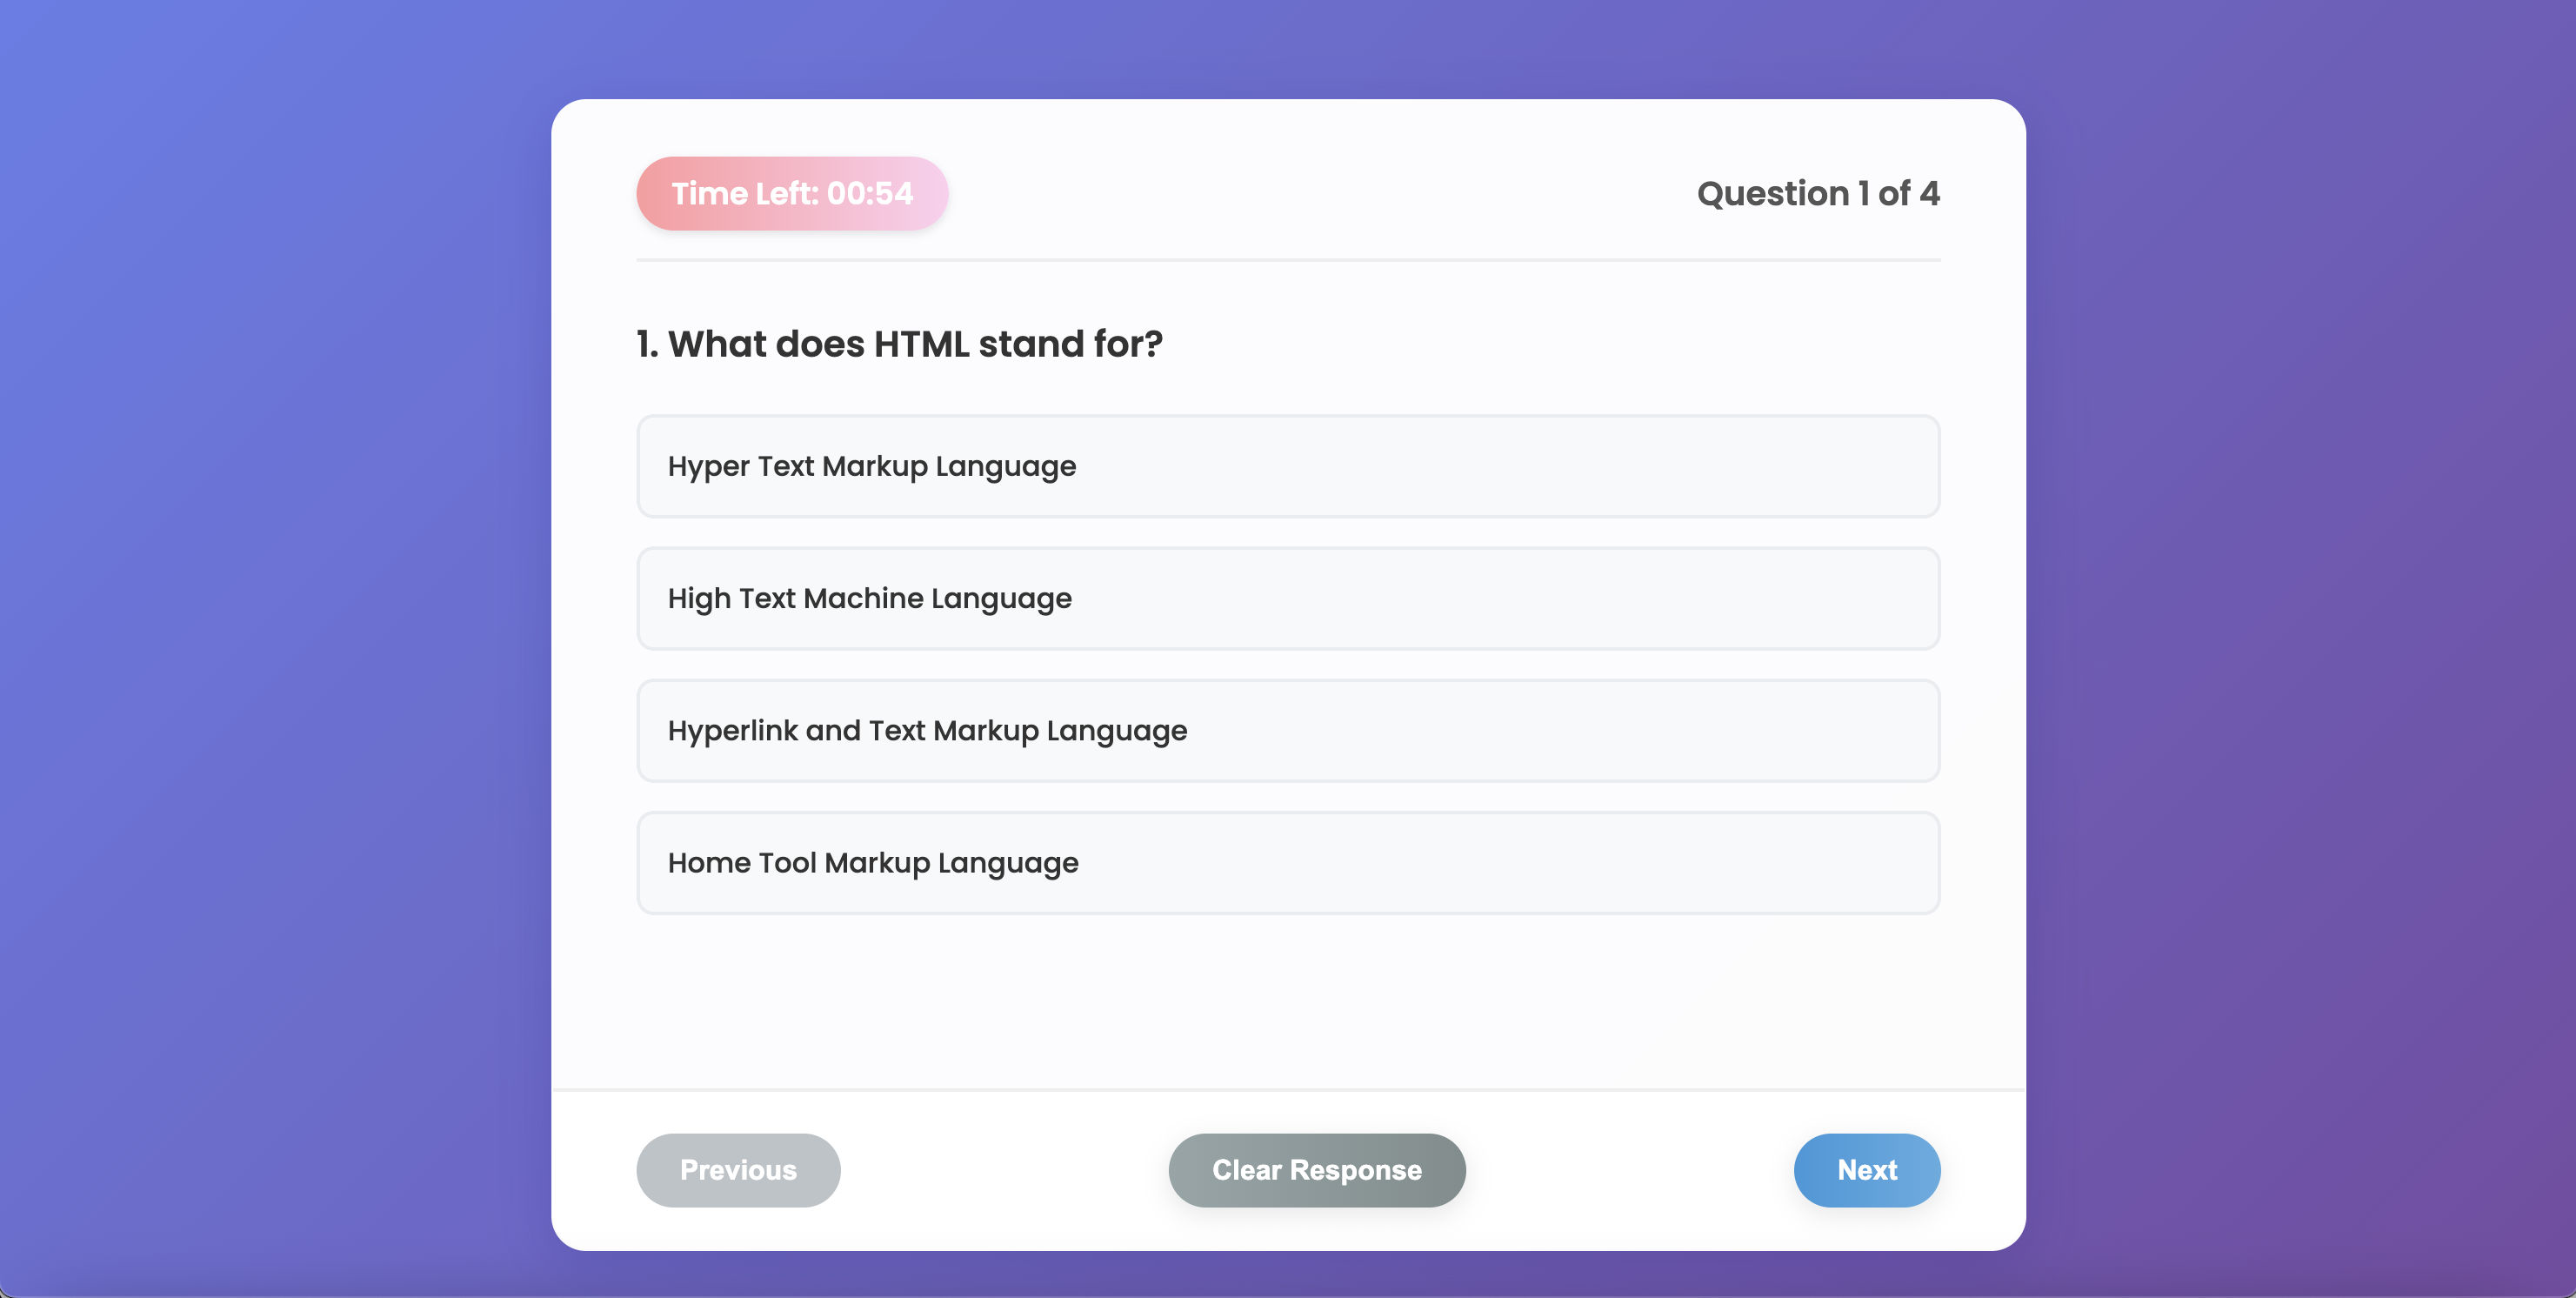 Time Left: 00:54
Question 1 of 4
1. What does HTML stand for?
Hyper Text Markup Language
High Text Machine Language
Hyperlink and Text Markup Language
Home Tool Markup Language
Previous
Clear Response
Next